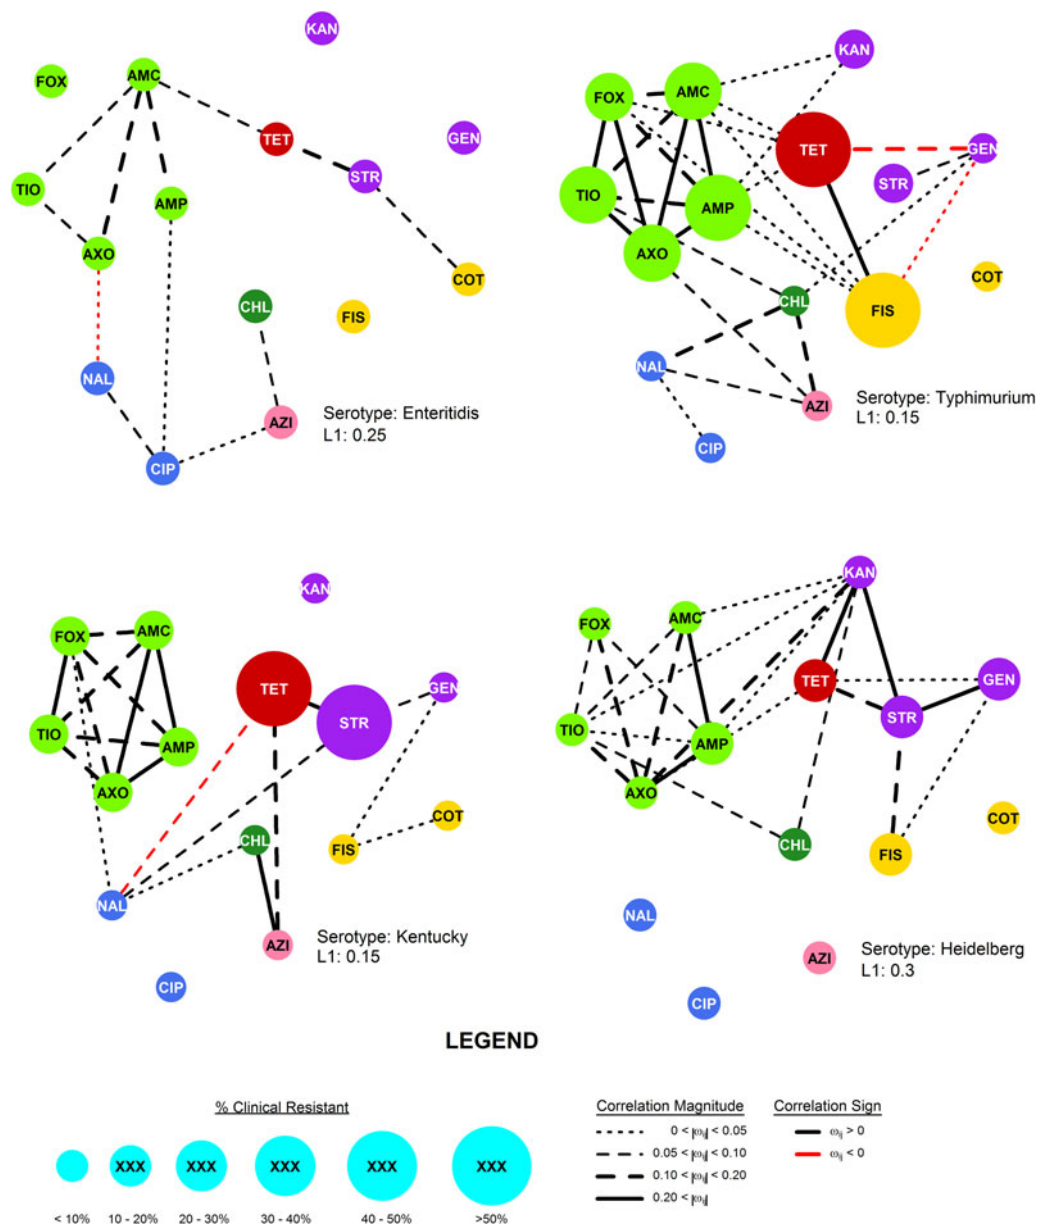 KAN
FOX
AMC
TET
GEN
STR
TIO
AMP
AXO
COT
CHL
FIS
NAL
AZI
CIP
Serotype: Enteritidis
L1: 0.25
KAN
FOX
AMC
TET
GEN
STR
TIO
AMP
AXO
COT
CHL
FIS
NAL
AZI
CIP
Serotype: Typhimurium
L1: 0.15
KAN
FOX
AMC
TET
GEN
STR
TIO
AMP
AXO
COT
CHL
FIS
NAL
AZI
CIP
Serotype: Kentucky
L1: 0.15
KAN
FOX
AMC
TET
GEN
STR
TIO
AMP
AXO
COT
CHL
FIS
NAL
AZI
CIP
Serotype: Heidelberg
L1: 0.3
LEGEND
% Clinical Resistant
XXX XXX XXX XXX XXX
< 10% 10 - 20% 20 - 30% 30 - 40% 40 - 50% >50%
Correlation Magnitude
0 < |ωij| < 0.05
0.05 < |ωij| < 0.10
0.10 < |ωij| < 0.20
0.20 < |ωij|
Correlation Sign
ωij > 0
ωij < 0